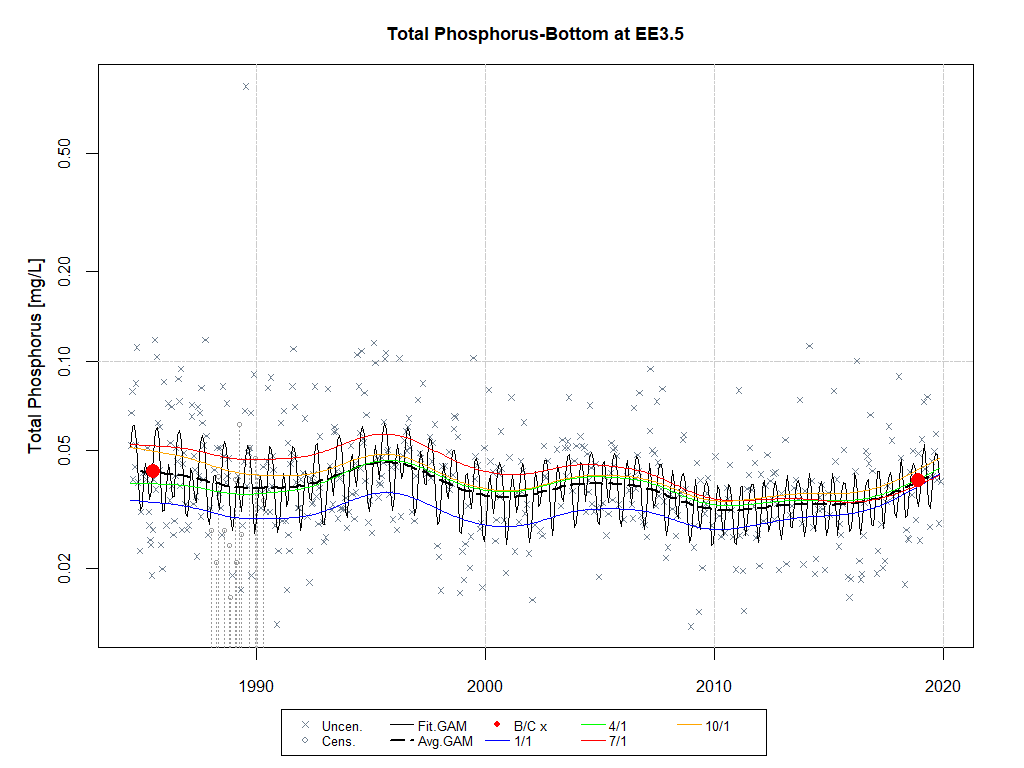 Total Phosphorus-Bottom at EE3.5
Total Phosphorus [mg/L]
0.50
0.20
0.10
0.05
0.02
1990 2000 2010 2020
Uncen. Fit.GAM B/C x 4/1 10/1
Cens. Avg.GAM 1/1 7/1